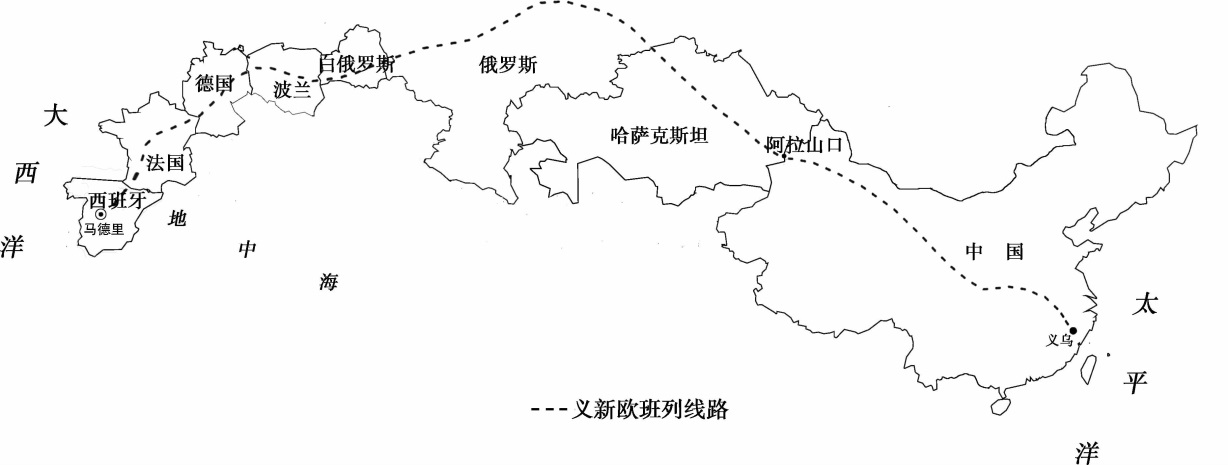 大
西
洋
德国
波兰
白俄罗斯
俄罗斯
法国
西班牙
马德里
地
中
海
哈萨克斯坦
阿拉山口
中 国
义乌
太
平
洋
---义新欧班列线路